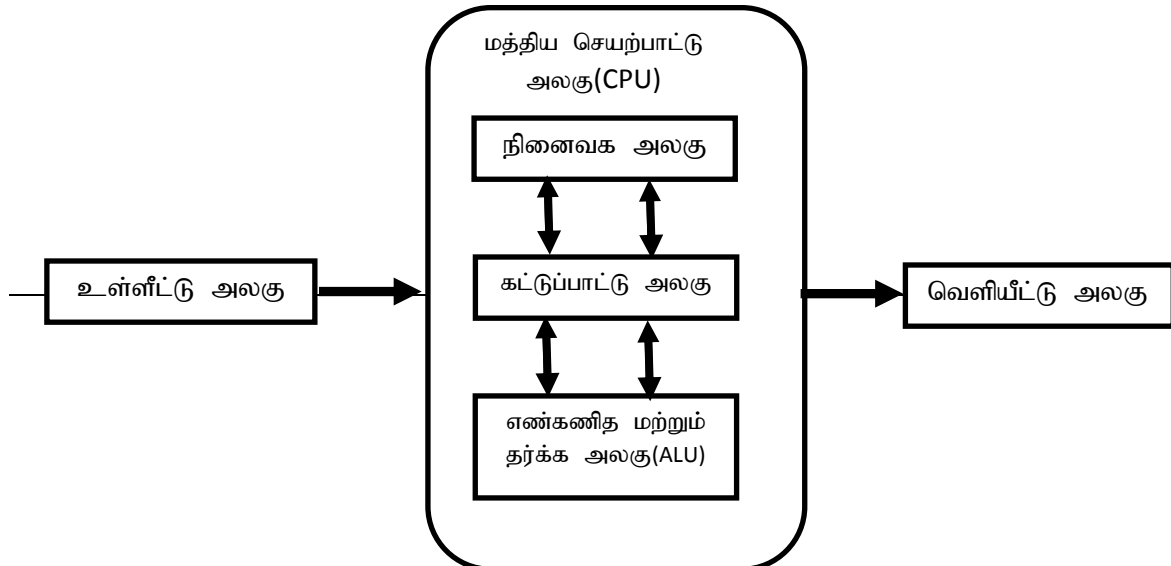 மத்திய செயற்பாட்டு
அலகு(CPU)
நினைவக அலகு
உள்ளீட்டு அலகு
கட்டுப்பாட்டு அலகு
வெளியீட்டு அலகு
எண்கணித மற்றும்
தர்க்க அலகு(ALU)